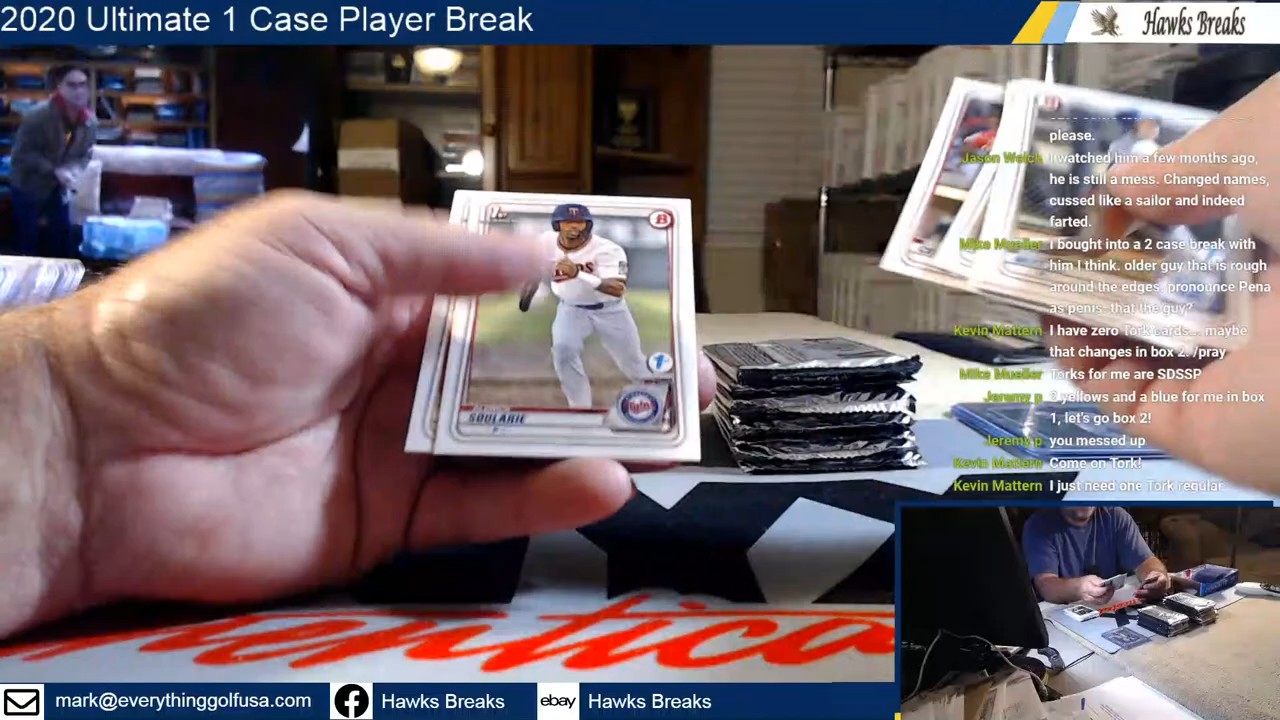 2020 Ultimate 1 Case Player Break
Hawks Breaks
please.
Jason Welch I watched him a few months ago,
he is still a mess. Changed names,
cussed like a sailor and indeed
farted.
Mike Mueller I bought into a 2 case break with
him I think. older guy that is rough
around the edges, pronounce Pena
as penis- that the guy?
Kevin Mattern I have zero Tork cards... maybe
that changes in box 2. /pray
Mike Mueller Torks for me are SDSSP
Jeremy p yellows and a blue for me in box
1, let's go box 2!
Jeremy p you messed up
Kevin Mattern Come on Tork!
Kevin Mattern I just need one Tork regular
B
1
SOULARIE
Twins
mark@everythinggolfusa.com
Hawks Breaks
ebay Hawks Breaks